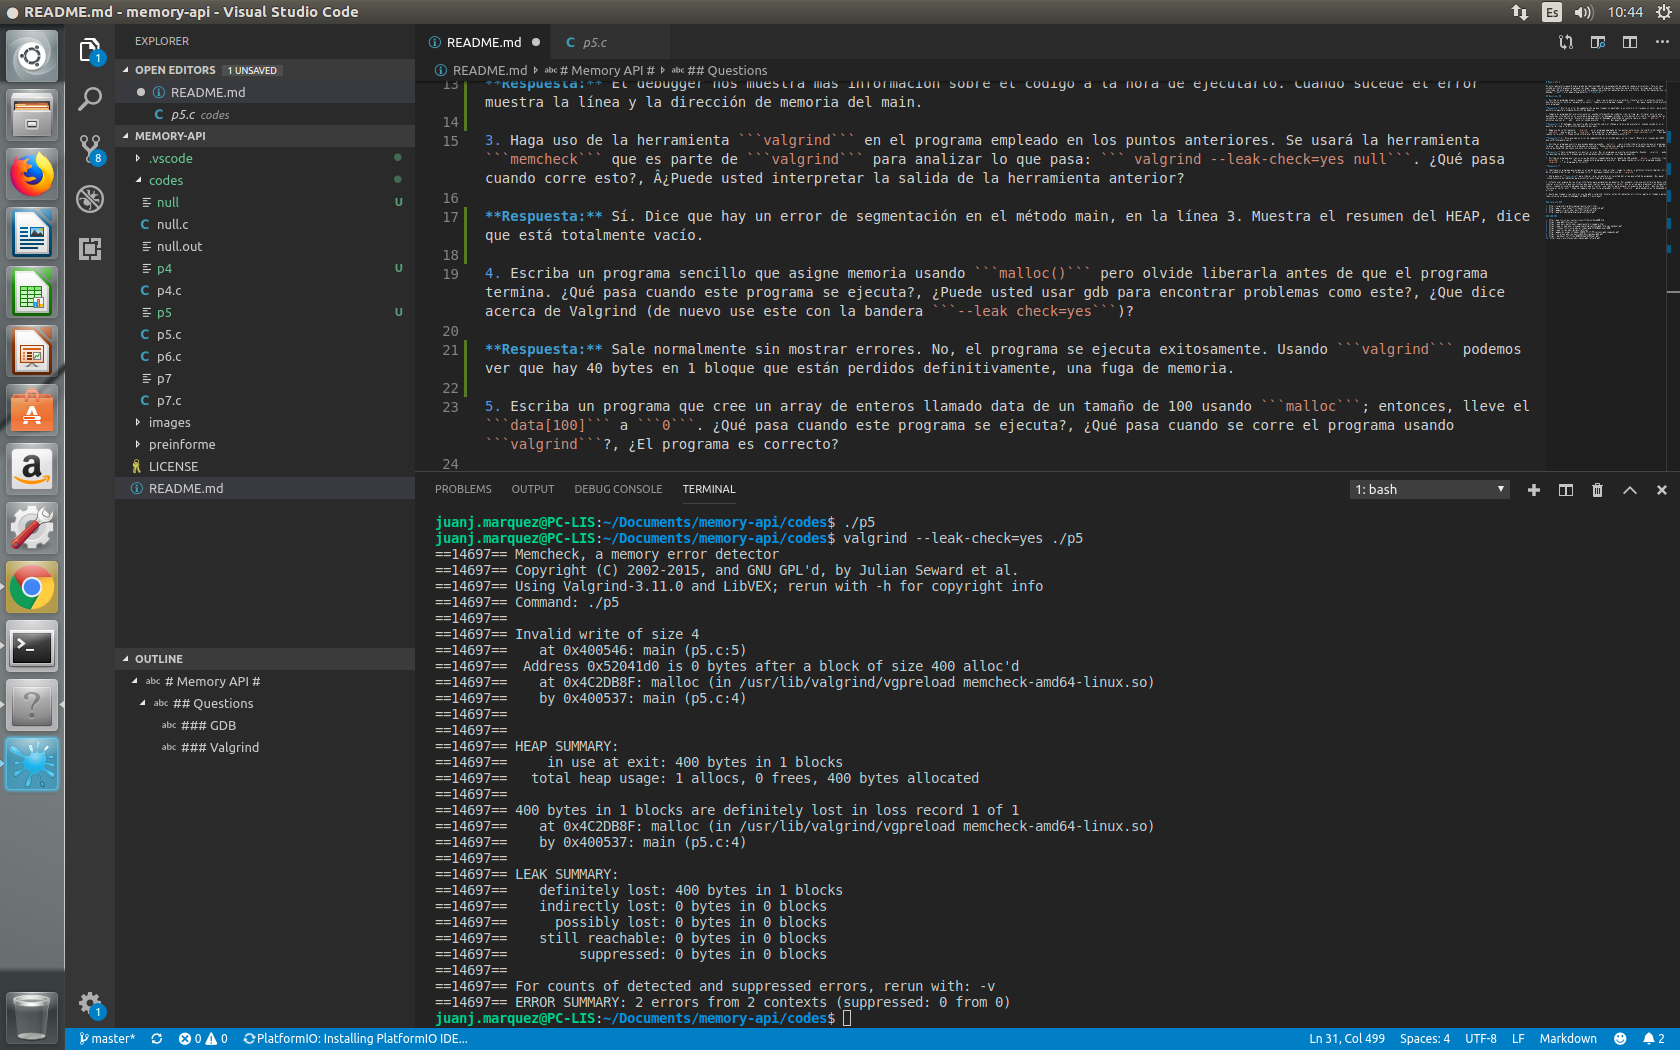 README.md - memory-api - Visual Studio Code
Es
10:44
EXPLORER
OPEN EDITORS 1 UNSAVED
README.md
C p5.c codes
MEMORY-API
.vscode
codes
null U
C null.c
null.out
p4 U
C p4.c
p5 U
C p5.c
C p6.c
p7
C p7.c
images
preinforme
LICENSE
README.md
OUTLINE
abc # Memory API #
abc ## Questions
abc ### GDB
abc ### Valgrind
1
8
1
README.md
C p5.c
README.md abc # Memory API # abc ## Questions
13 **Respuesta:** El debugger nos muestra más información sobre el código a la hora de ejecutarlo. Cuando sucede el error
muestra la línea y la dirección de memoria del main.
14
15 3. Haga uso de la herramienta ```valgrind``` en el programa empleado en los puntos anteriores. Se usará la herramienta
```memcheck``` que es parte de ```valgrind``` para analizar lo que pasa: ``` valgrind --leak-check=yes null```. ¿Qué pasa
cuando corre esto?, Â¿Puede usted interpretar la salida de la herramienta anterior?
16
17 **Respuesta:** Sí. Dice que hay un error de segmentación en el método main, en la línea 3. Muestra el resumen del HEAP, dice
que está totalmente vacío.
18
19 4. Escriba un programa sencillo que asigne memoria usando ```malloc()``` pero olvide liberarla antes de que el programa
termina. ¿Qué pasa cuando este programa se ejecuta?, ¿Puede usted usar gdb para encontrar problemas como este?, ¿Que dice
acerca de Valgrind (de nuevo use este con la bandera ```--leak check=yes```)?
20
21 **Respuesta:** Sale normalmente sin mostrar errores. No, el programa se ejecuta exitosamente. Usando ```valgrind``` podemos
ver que hay 40 bytes en 1 bloque que están perdidos definitivamente, una fuga de memoria.
22
23 5. Escriba un programa que cree un array de enteros llamado data de un tamaño de 100 usando ```malloc```; entonces, lleve el
```data[100]``` a ```0```. ¿Qué pasa cuando este programa se ejecuta?, ¿Qué pasa cuando se corre el programa usando
```valgrind```?, ¿El programa es correcto?
24
PROBLEMS OUTPUT DEBUG CONSOLE TERMINAL 1: bash
juanj.marquez@PC-LIS:~/Documents/memory-api/codes$ ./p5
juanj.marquez@PC-LIS:~/Documents/memory-api/codes$ valgrind --leak-check=yes ./p5
==14697== Memcheck, a memory error detector
==14697== Copyright (C) 2002-2015, and GNU GPL'd, by Julian Seward et al.
==14697== Using Valgrind-3.11.0 and LibVEX; rerun with -h for copyright info
==14697== Command: ./p5
==14697==
==14697== Invalid write of size 4
==14697==    at 0x400546: main (p5.c:5)
==14697==  Address 0x52041d0 is 0 bytes after a block of size 400 alloc'd
==14697==    at 0x4C2DB8F: malloc (in /usr/lib/valgrind/vgpreload memcheck-amd64-linux.so)
==14697==    by 0x400537: main (p5.c:4)
==14697==
==14697==
==14697== HEAP SUMMARY:
==14697==     in use at exit: 400 bytes in 1 blocks
==14697==   total heap usage: 1 allocs, 0 frees, 400 bytes allocated
==14697==
==14697== 400 bytes in 1 blocks are definitely lost in loss record 1 of 1
==14697==    at 0x4C2DB8F: malloc (in /usr/lib/valgrind/vgpreload memcheck-amd64-linux.so)
==14697==    by 0x400537: main (p5.c:4)
==14697==
==14697== LEAK SUMMARY:
==14697==    definitely lost: 400 bytes in 1 blocks
==14697==    indirectly lost: 0 bytes in 0 blocks
==14697==      possibly lost: 0 bytes in 0 blocks
==14697==    still reachable: 0 bytes in 0 blocks
==14697==         suppressed: 0 bytes in 0 blocks
==14697==
==14697== For counts of detected and suppressed errors, rerun with: -v
==14697== ERROR SUMMARY: 2 errors from 2 contexts (suppressed: 0 from 0)
juanj.marquez@PC-LIS:~/Documents/memory-api/codes$
master* 0 0 PlatformIO: Installing PlatformIO IDE... Ln 31, Col 499 Spaces: 4 UTF-8 LF Markdown 2